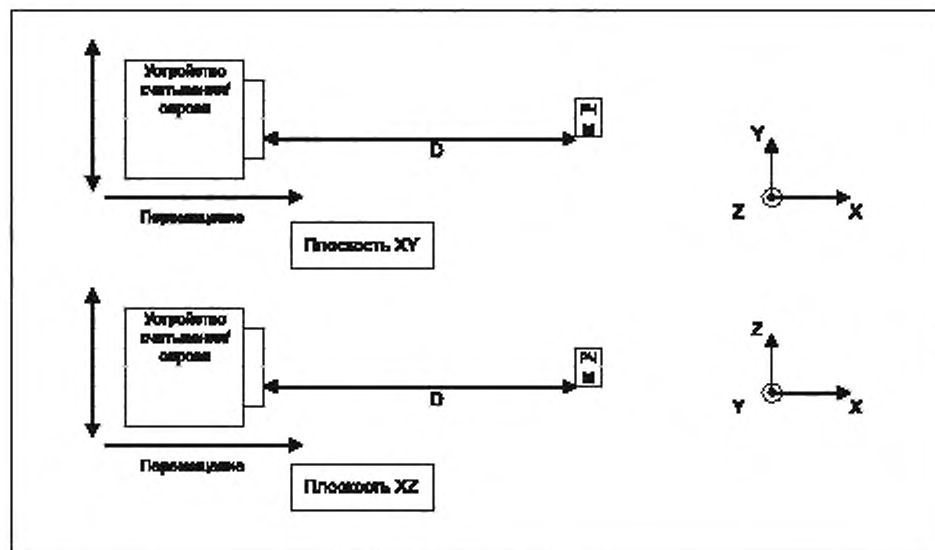 Устройство
считывания/
опроса
РЧ
М
D
Y
Z
X
Перемещение
Плоскость XY
Устройство
считывания/
опроса
РЧ
М
D
Z
Y
X
Перемещение
Плоскость XZ